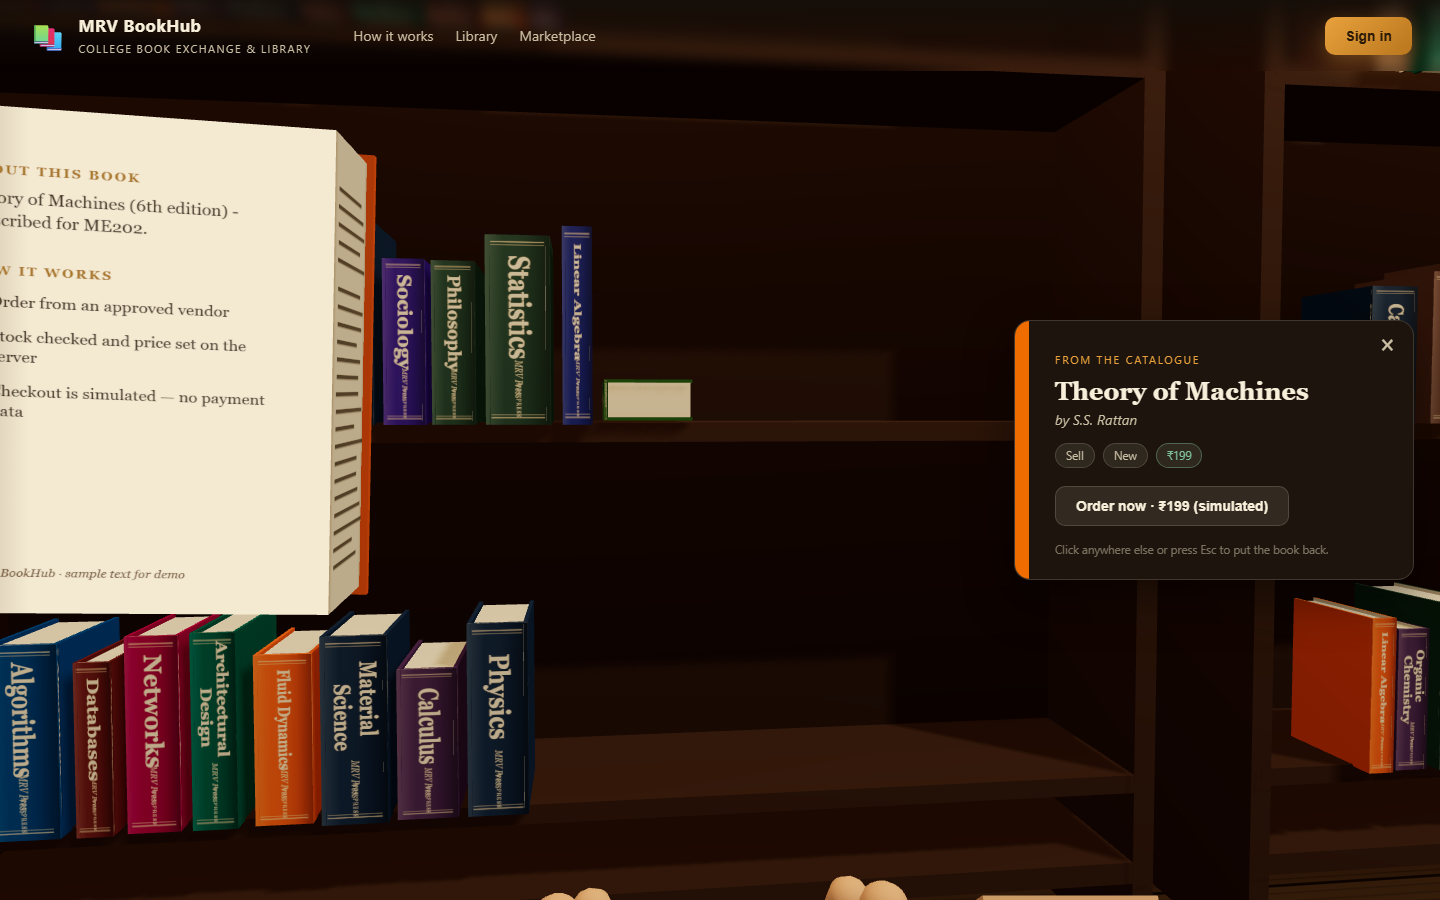 MRV BookHub
COLLEGE BOOK EXCHANGE & LIBRARY
How it works
Library
Marketplace
Sign in
OUT THIS BOOK
ory of Machines (6th edition) -
cribed for ME202.
W IT WORKS
Order from an approved vendor
tock checked and price set on the
erver
Checkout is simulated — no payment
ata
BookHub - sample text for demo
Sociology
Philosophy
Statistics
Linear Algebra
FROM THE CATALOGUE
Theory of Machines
by S.S. Rattan
Sell
New
₹199
Order now · ₹199 (simulated)
Click anywhere else or press Esc to put the book back.
Algorithms
Databases
Networks
Architectural
Design
Fluid Dynamics
Material
Science
Calculus
Physics
Linear Algebra
Organic
Chemistry